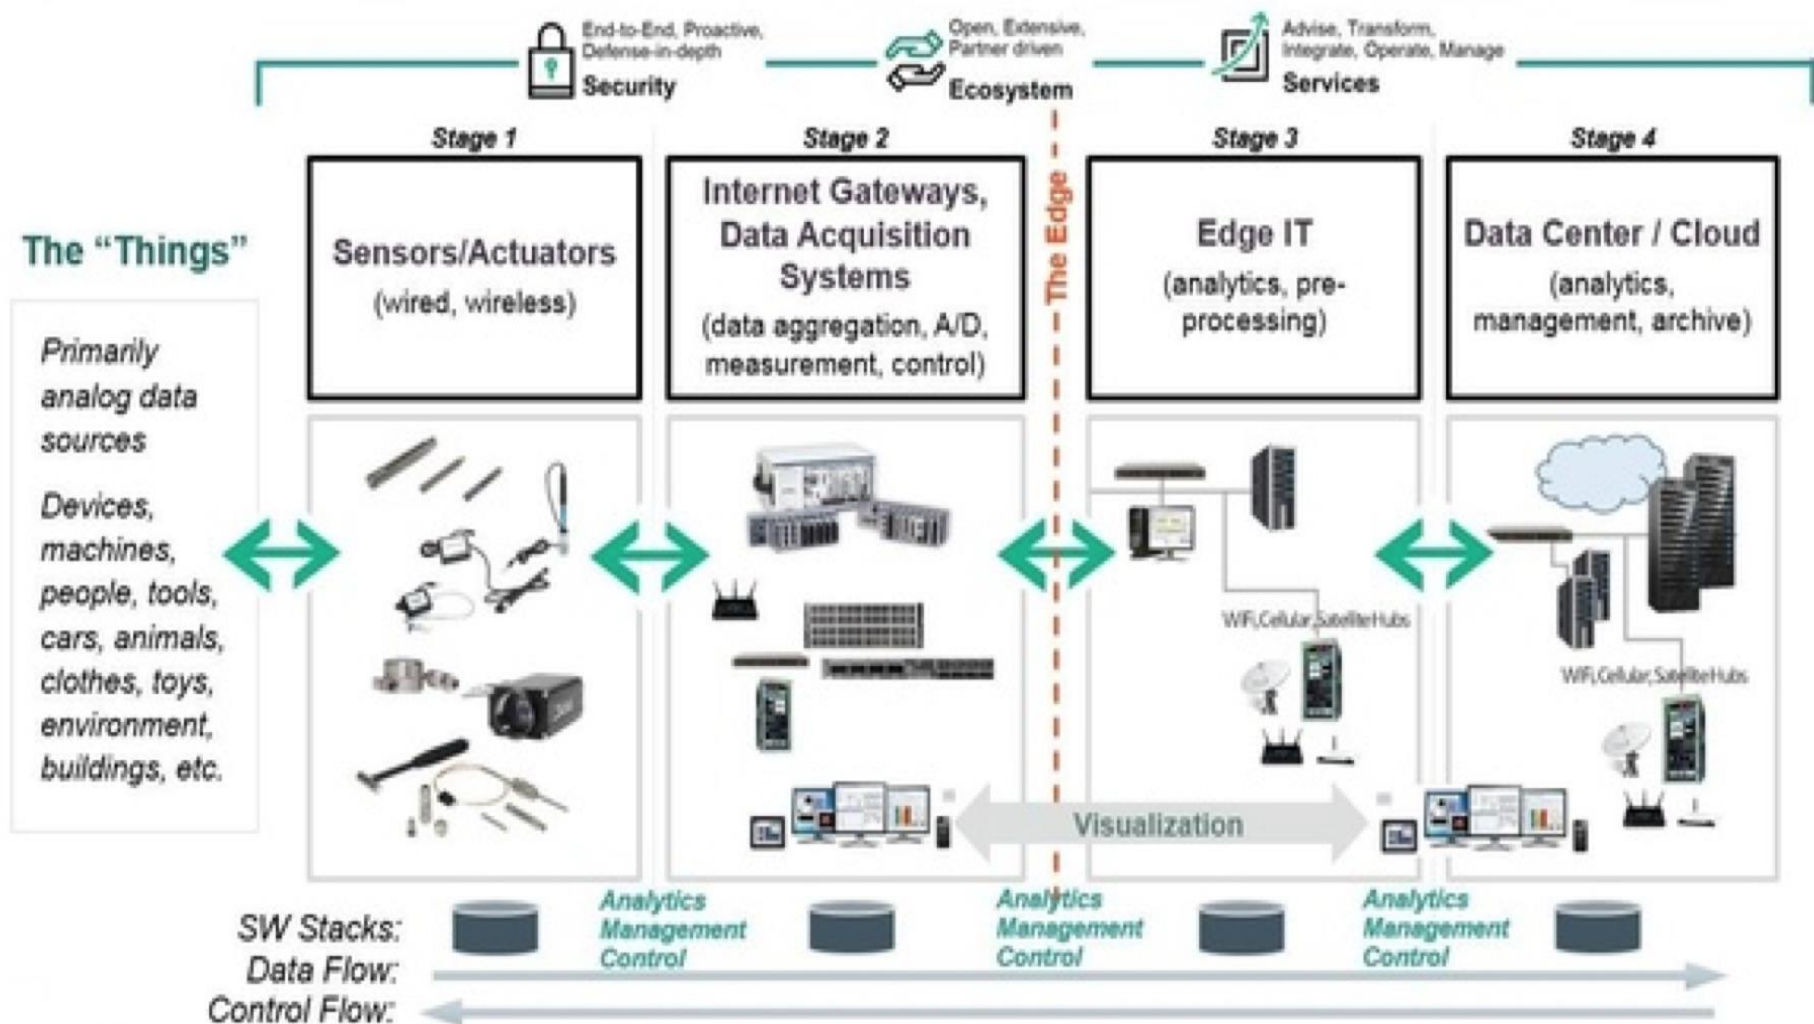 End-to-End, Proactive,
Defense-in-depth
Security
Open, Extensive,
Partner driven
Ecosystem
Advise, Transform,
Integrate, Operate, Manage
Services
Stage 1
Stage 2
Stage 3
Stage 4
The "Things"
Primarily
analog data
sources
Devices,
machines,
people, tools,
cars, animals,
clothes, toys,
environment,
buildings, etc.
Sensors/Actuators
(wired, wireless)
Internet Gateways,
Data Acquisition
Systems
(data aggregation, A/D,
measurement, control)
The Edge
Edge IT
(analytics, pre-
processing)
Data Center / Cloud
(analytics,
management, archive)
WiFi,Cellular,SatelliteHubs
WiFi,Cellular,SatelliteHubs
Visualization
SW Stacks:
Analytics
Management
Control
Analytics
Management
Control
Analytics
Management
Control
Data Flow:
Control Flow: